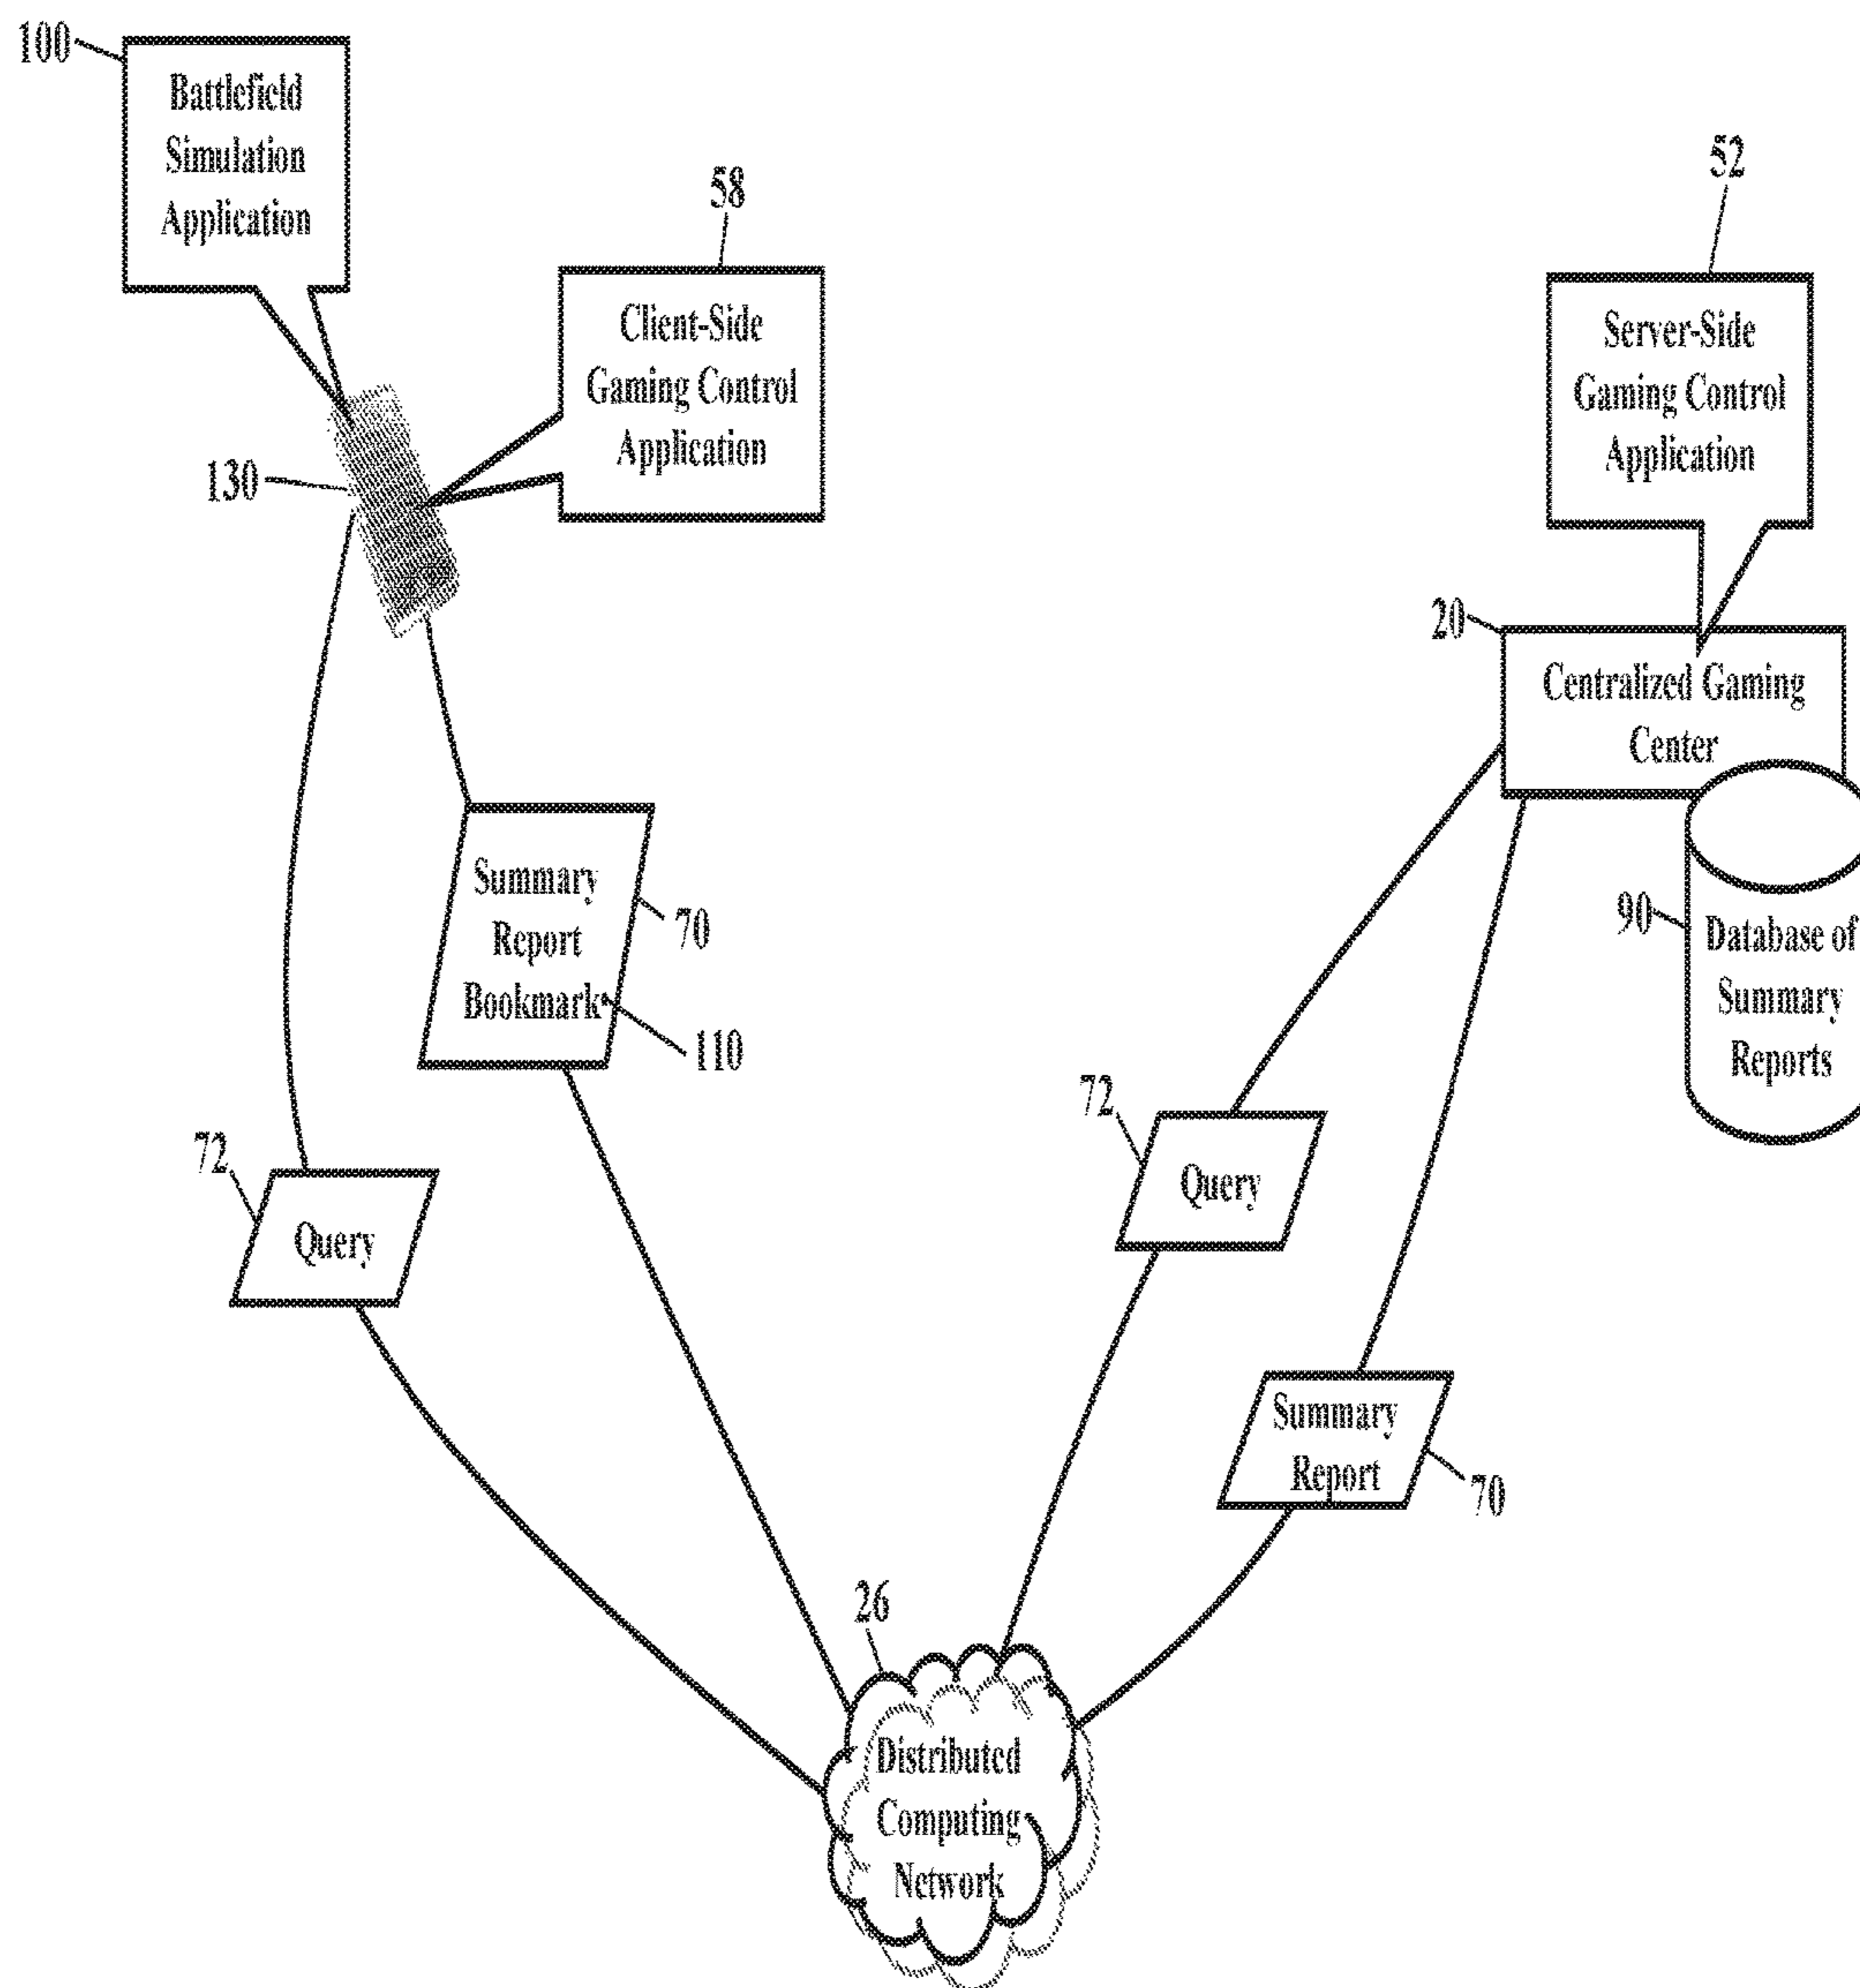 100
Battlefield
Simulation
Application
58
Client-Side
Gaming Control
Application
52
Server-Side
Gaming Control
Application
130
20
Centralized Gaming
Center
Summary
Report
Bookmark
70
110
90
Database of
Summary
Reports
72
Query
72
Query
Summary
Report
70
26
Distributed
Computing
Network